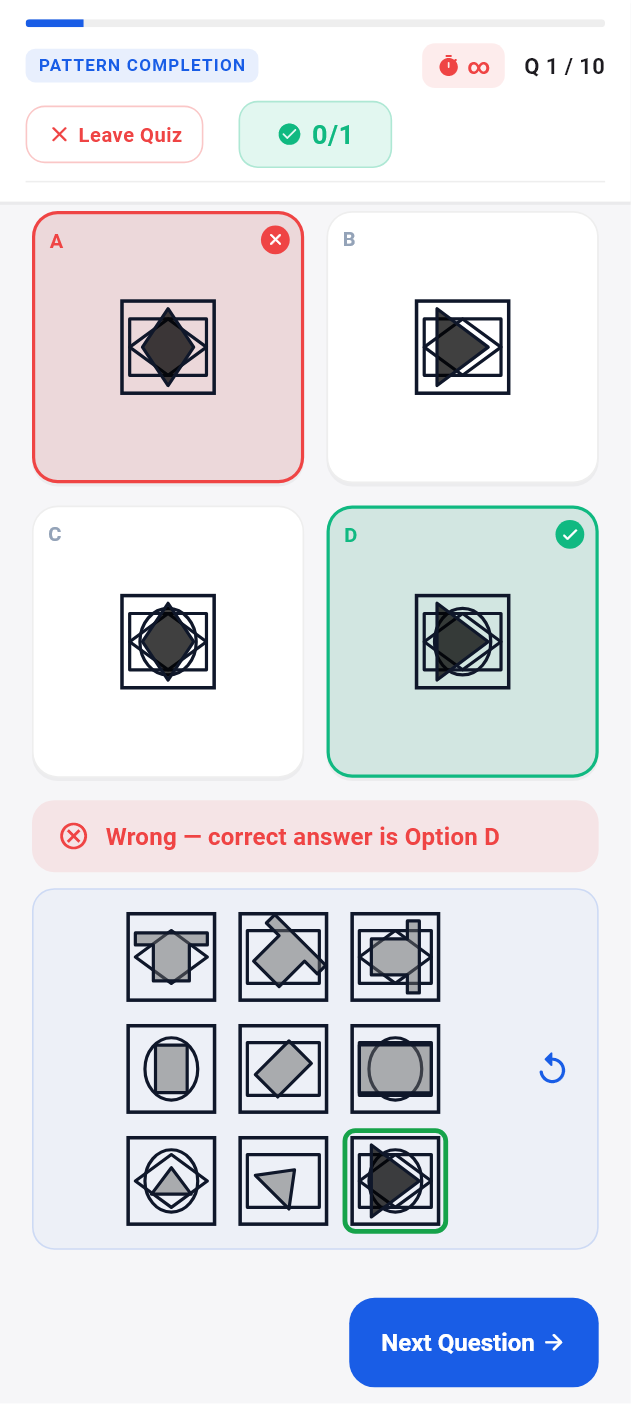 PATTERN COMPLETION
∞
Q 1 / 10
Leave Quiz
0/1
A
B
C
D
Wrong — correct answer is Option D
Next Question →